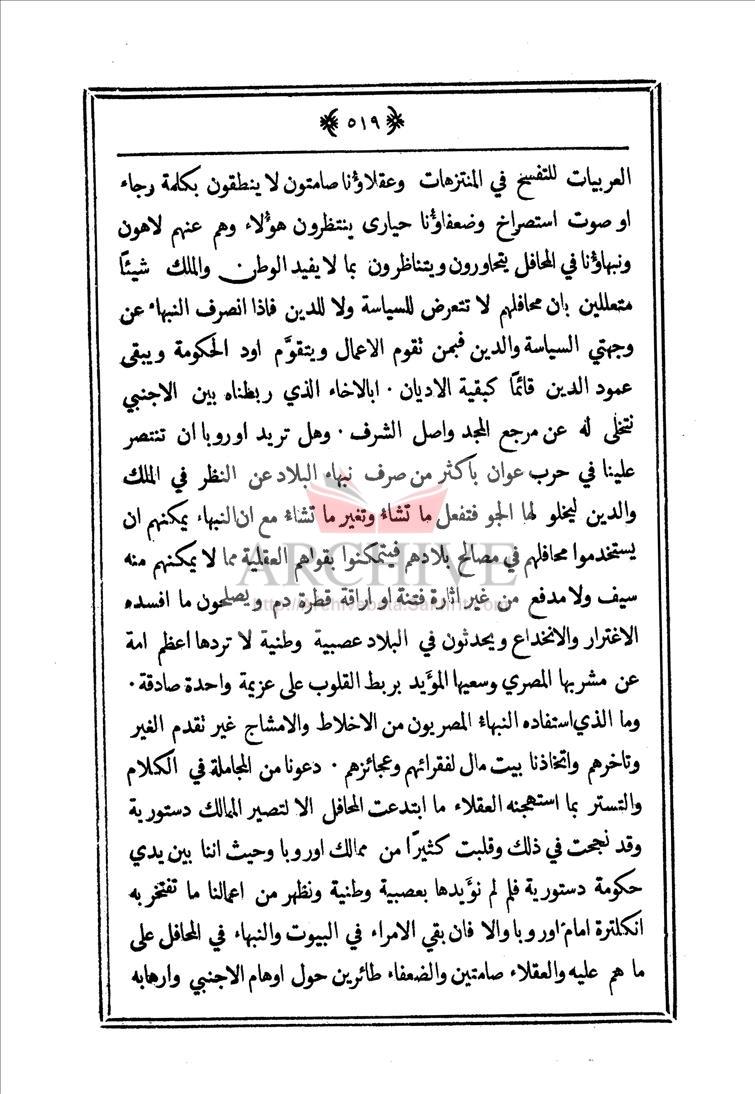 ﴿ ٥١٩ ﴾
العربيات للتفسح في المنتزهات وعقلاؤنا صامتون لا ينطقون بكلمة رجاء
او صوت استصراخ وضعفاؤنا حيارى ينتظرون هؤلاء وهم عنهم لاهون
ونبهاؤنا في المحافل يتحاورون ويتناظرون بما لا يفيد الوطن والملك شيئًا
متعللين بان محافلهم لا تتعرض للسياسة ولا للدين فاذا انصرف النبهاء عن
وجهتي السياسة والدين فبمن تقوم الاعمال ويتقوَّم اود الحكومة ويبقى
عمود الدين قائمًا كبقية الاديان · ابالاخاء الذي ربطناه بين الاجنبي
نتخلى له عن مرجع المجد واصل الشرف · وهل تريد اوروبا ان تنتصر
علينا في حرب عوان باكثر من صرف نبهاء البلاد عن النظر في الملك
والدين ليخلو لها الجو فتفعل ما تشاء وتغير ما تشاء مع ان النبهاء يمكنهم ان
يستخدموا محافلهم في مصالح بلادهم فيتمكنوا بقواهم العقلية مما لا يمكنهم منه
سيف ولا مدفع من غير اثارة فتنة او اراقة قطرة دم ويصلحون ما افسده
الاغترار والانخداع ويحدثون في البلاد عصبية وطنية لا تردها اعظم امة
عن مشربها المصري وسعيها المؤيد بربط القلوب على عزيمة واحدة صادقة ·
وما الذي استفاده النبهاء المصريون من الاخلاط والامشاج غير تقدم الغير
وتاخرهم واتخاذنا بيت مال لفقرائهم وعجائزهم · دعونا من المجاملة في الكلام
والتستر بما استهجنه العقلاء ما ابتدعت المحافل الا لتصير الممالك دستورية
وقد نجحت في ذلك وقلبت كثيرًا من ممالك اوروبا وحيث اننا بين يدي
حكومة دستورية فلم لم نؤيدها بعصبية وطنية ونظهر من اعمالنا ما تفتخر به
انكلترة امام اوروبا والا فان بقي الامراء في البيوت والنبهاء في المحافل على
ما هم عليه والعقلاء صامتين والضعفاء طائرين حول اوهام الاجنبي وارهابه
ARCHIVE